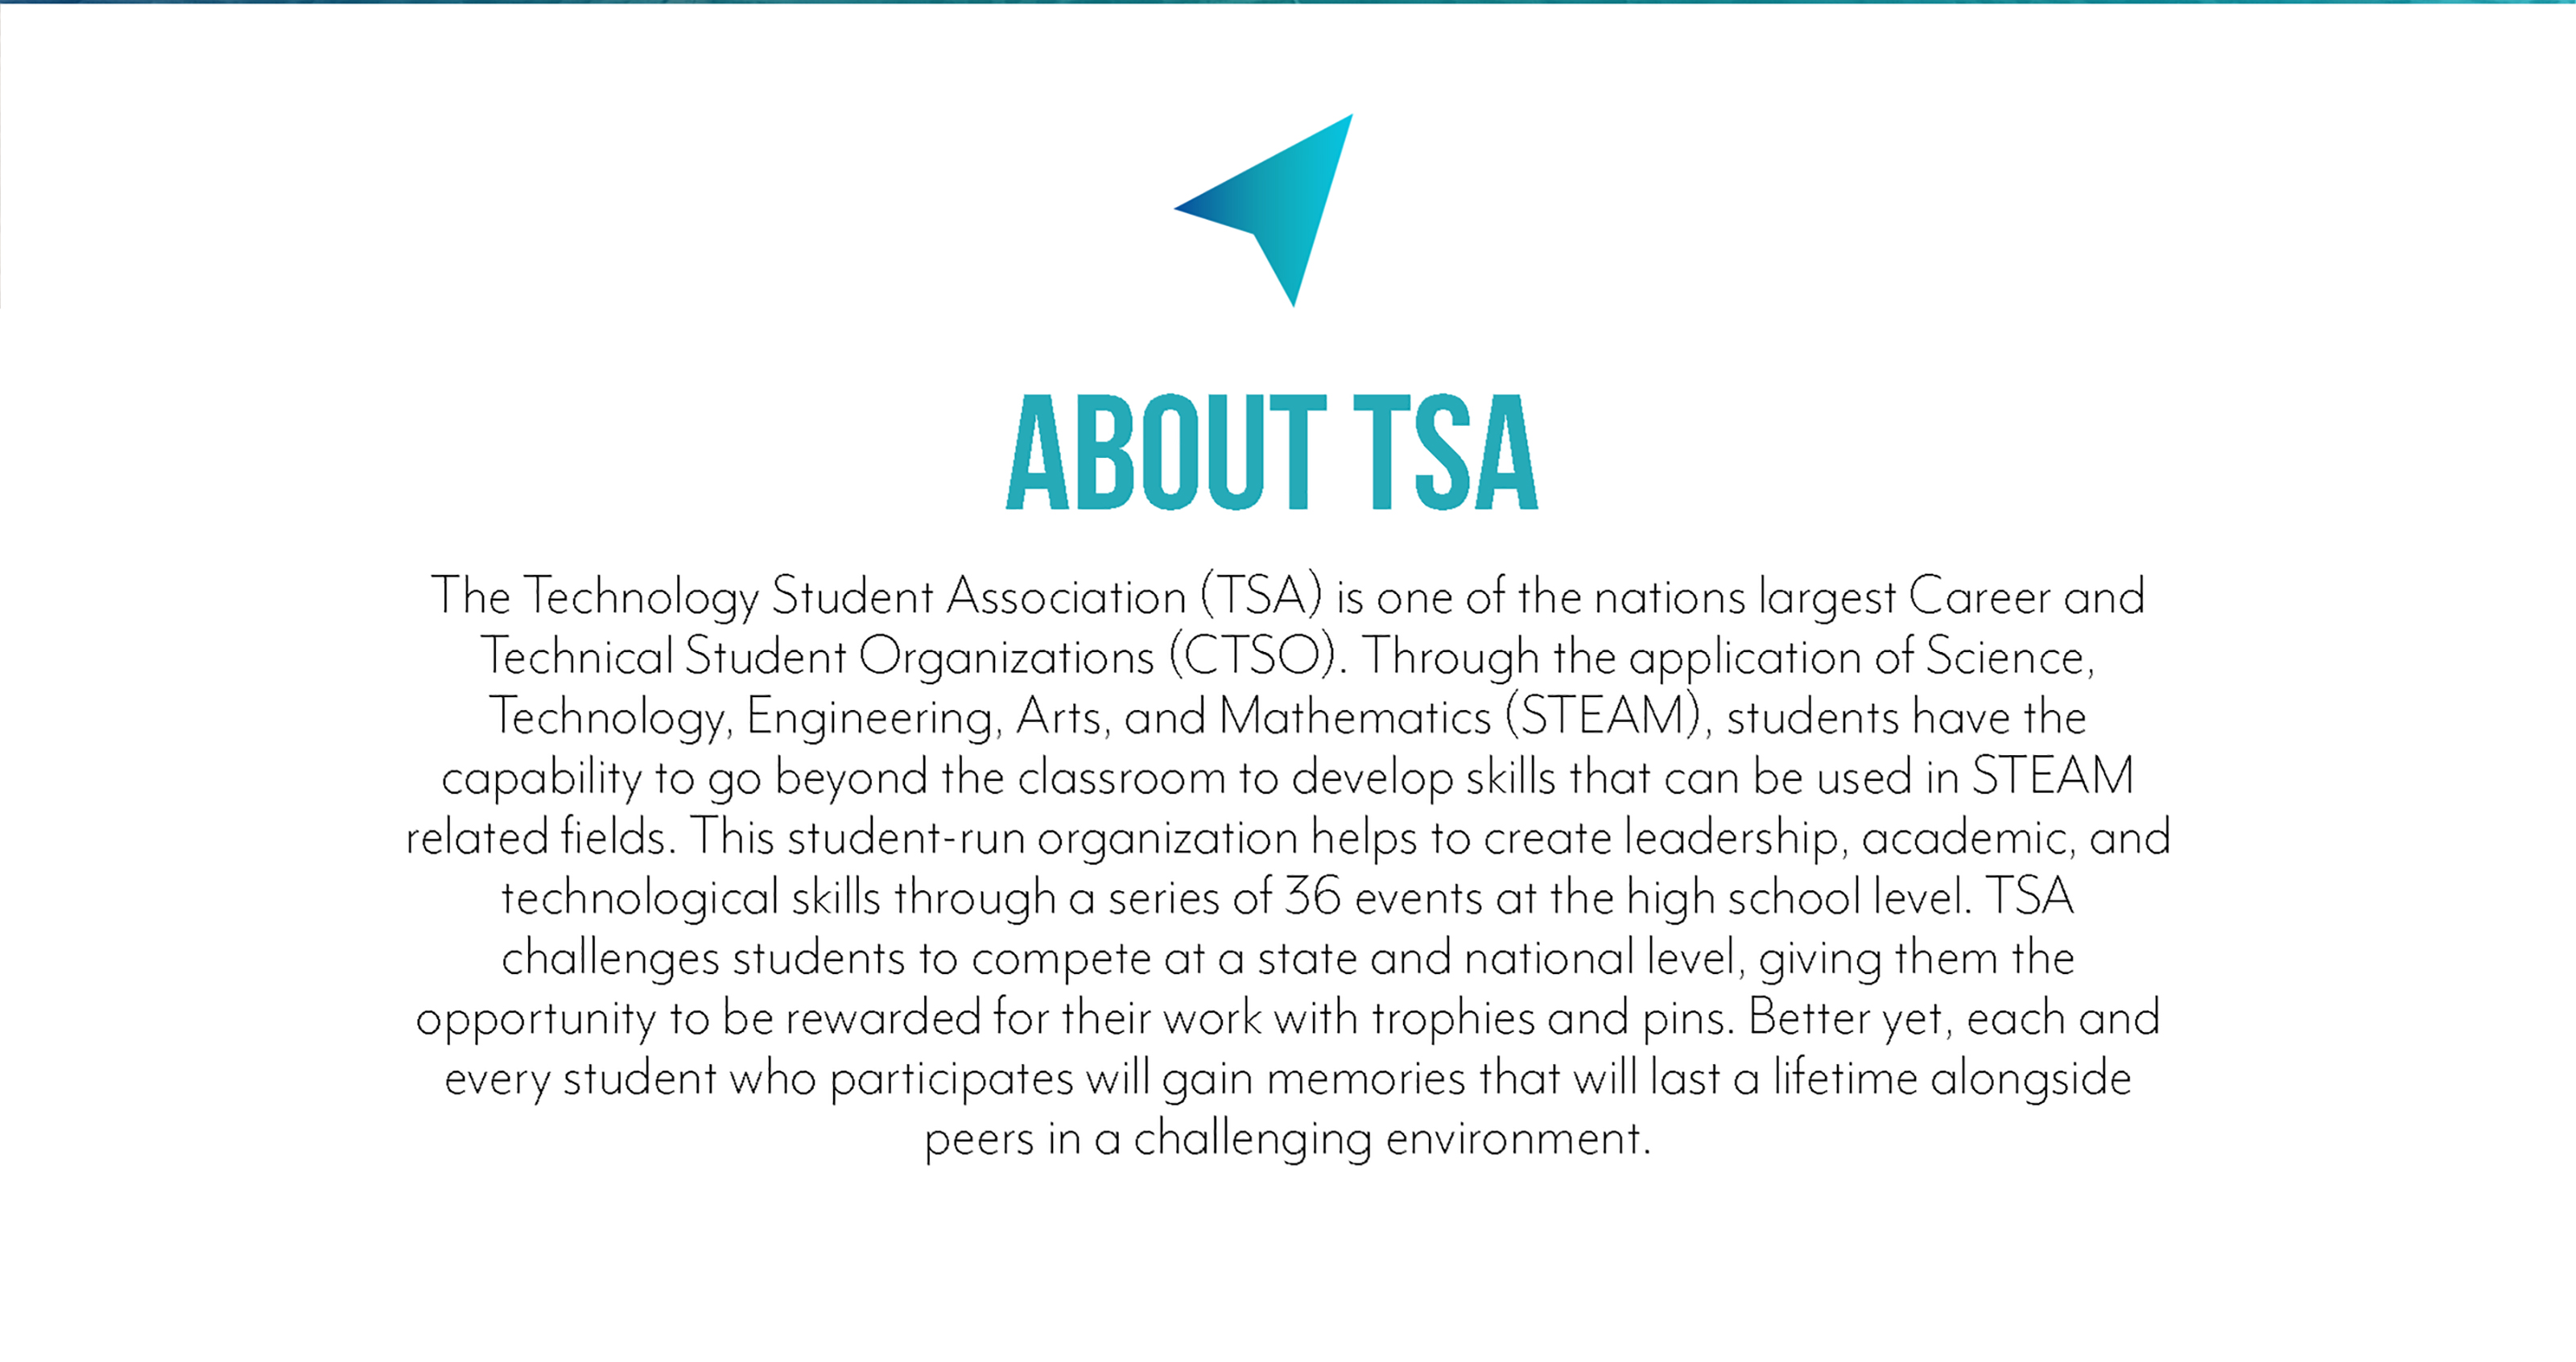 ABOUT TSA
The Technology Student Association (TSA) is one of the nations largest Career and
Technical Student Organizations (CTSO). Through the application of Science,
Technology, Engineering, Arts, and Mathematics (STEAM), students have the
capability to go beyond the classroom to develop skills that can be used in STEAM
related fields. This student-run organization helps to create leadership, academic, and
technological skills through a series of 36 events at the high school level. TSA
challenges students to compete at a state and national level, giving them the
opportunity to be rewarded for their work with trophies and pins. Better yet, each and
every student who participates will gain memories that will last a lifetime alongside
peers in a challenging environment.